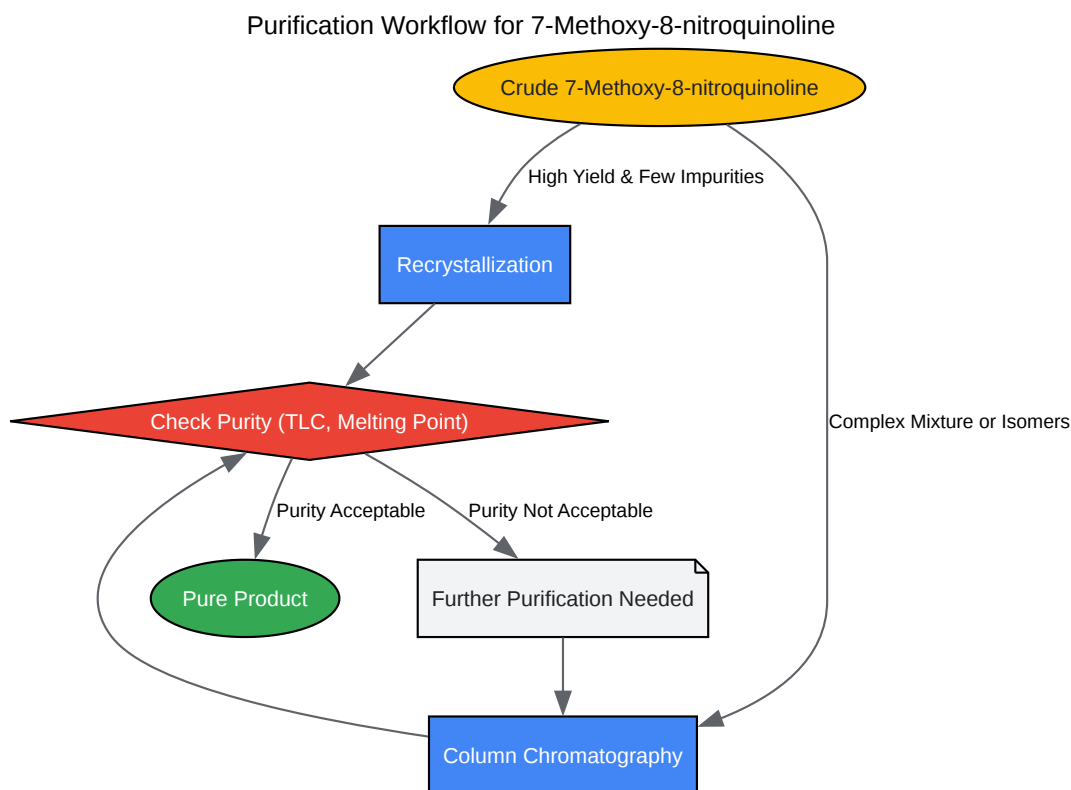 Purification Workflow for 7-Methoxy-8-nitroquinoline
Crude 7-Methoxy-8-nitroquinoline
High Yield & Few Impurities
Recrystallization
Check Purity (TLC, Melting Point)
Complex Mixture or Isomers
Purity Acceptable
Purity Not Acceptable
Pure Product
Further Purification Needed
Column Chromatography